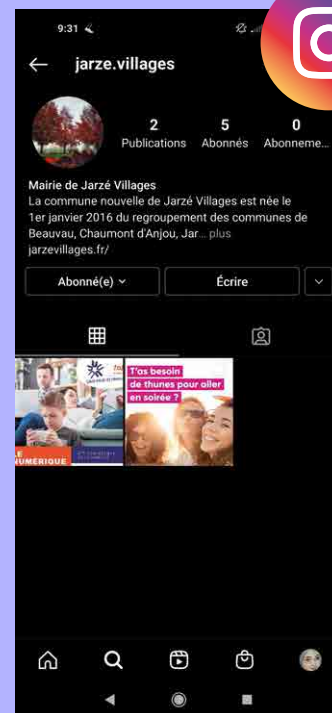 9:31
jarze.villages
2 5 0
Publications Abonnés Abonneme...
Mairie de Jarzé Villages
La commune nouvelle de Jarzé Villages est née le
1er janvier 2016 du regroupement des communes de
Beauvau, Chaumont d'Anjou, Jar... plus
jarzevillages.fr/
Abonné(e) Écrire
T'as besoin
de thunes pour aller
en soirée ?
LE
NUMÉRIQUE